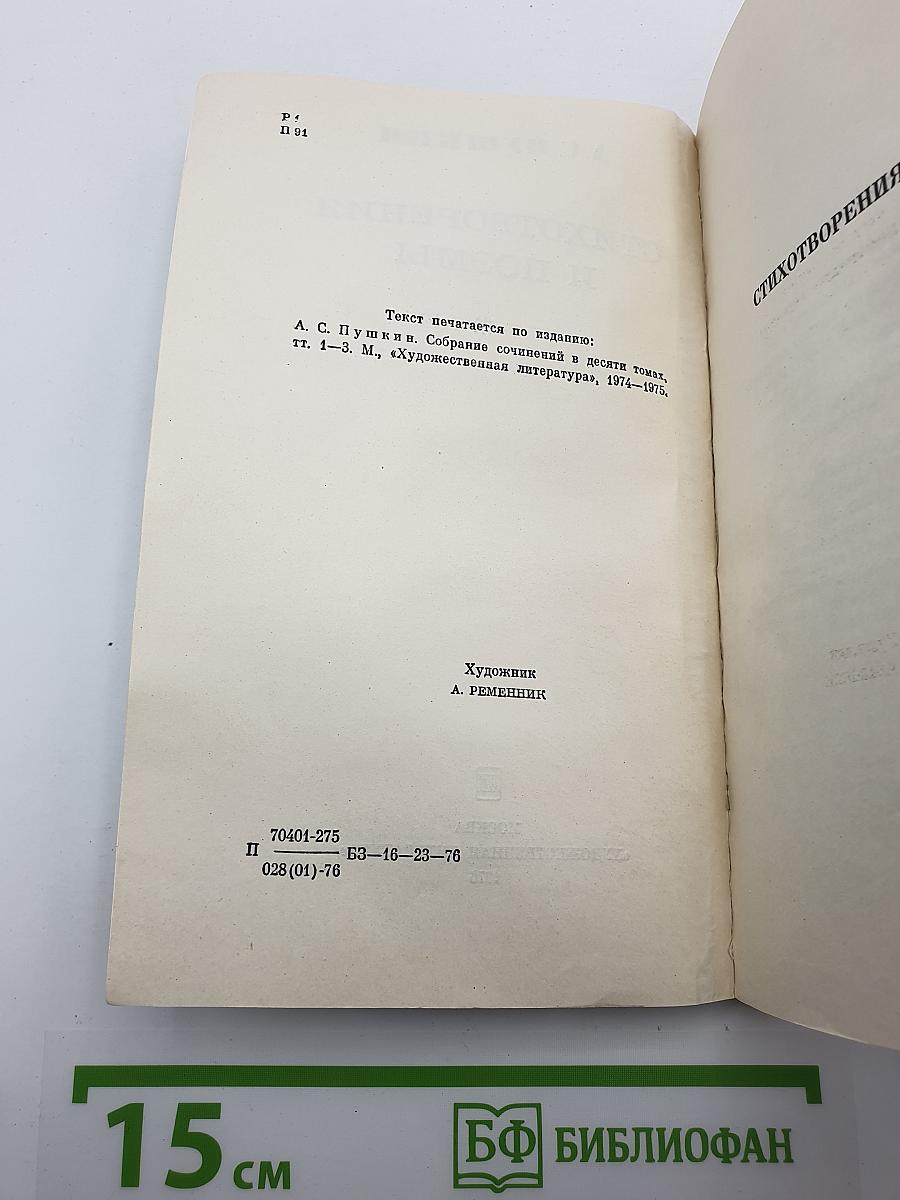 Р1
П 91
Текст печатается по изданию:
А. С. Пушкин. Собрание сочинений в десяти томах,
тт. 1—3. М., «Художественная литература», 1974—1975.
Художник
А. РЕМЕННИК
П 70401-275 БЗ—16—23—76
028(01)-76
СТИХОТВОРЕНИЯ
15 см
БФ БИБЛИОФАН